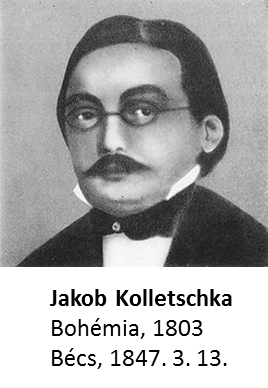 Jakob Kolletschka
Bohémia, 1803
Bécs, 1847. 3. 13.